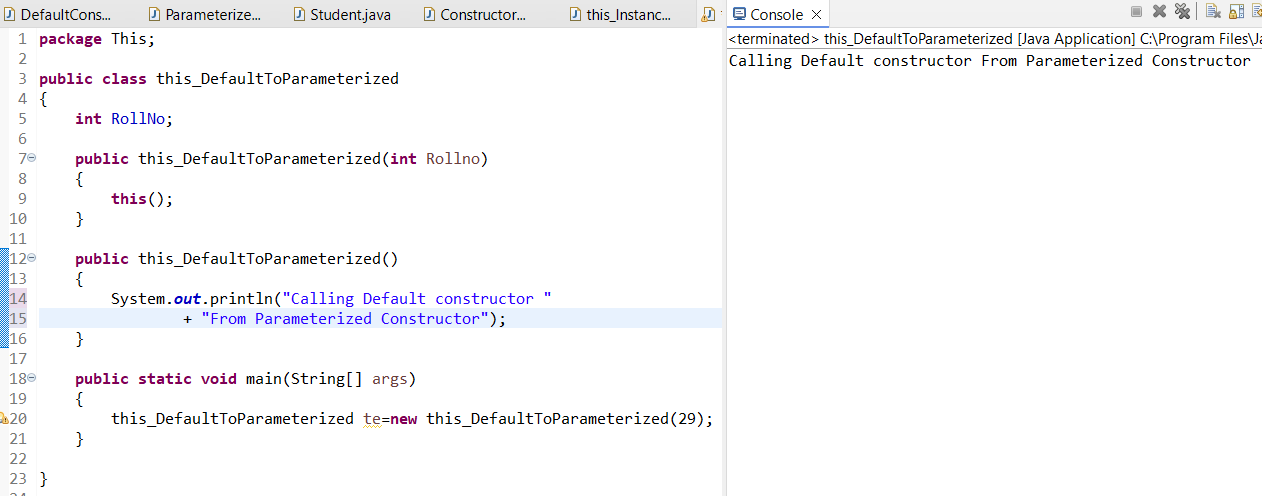 DefaultCons... Parameterize... Student.java Constructor... this_Instanc...
1 package This;
2
3 public class this_DefaultToParameterized
4 {
5 int RollNo;
6
7 public this_DefaultToParameterized(int Rollno)
8 {
9 this();
10 }
11
12 public this_DefaultToParameterized()
13 {
14 System.out.println("Calling Default constructor "
15 + "From Parameterized Constructor");
16 }
17
18 public static void main(String[] args)
19 {
20 this_DefaultToParameterized te=new this_DefaultToParameterized(29);
21 }
22
23 }
Console
<terminated> this_DefaultToParameterized [Java Application] C:\Program Files\Ja
Calling Default constructor From Parameterized Constructor